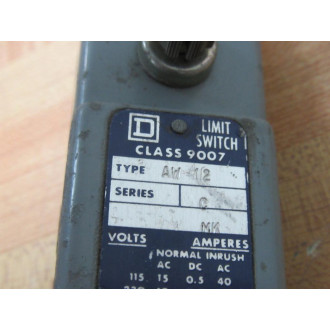 D LIMIT
SWITCH
CLASS 9007
TYPE AW-12
SERIES C
MK
VOLTS AMPERES
NORMAL INRUSH
AC DC AC
115 15 0.5 40